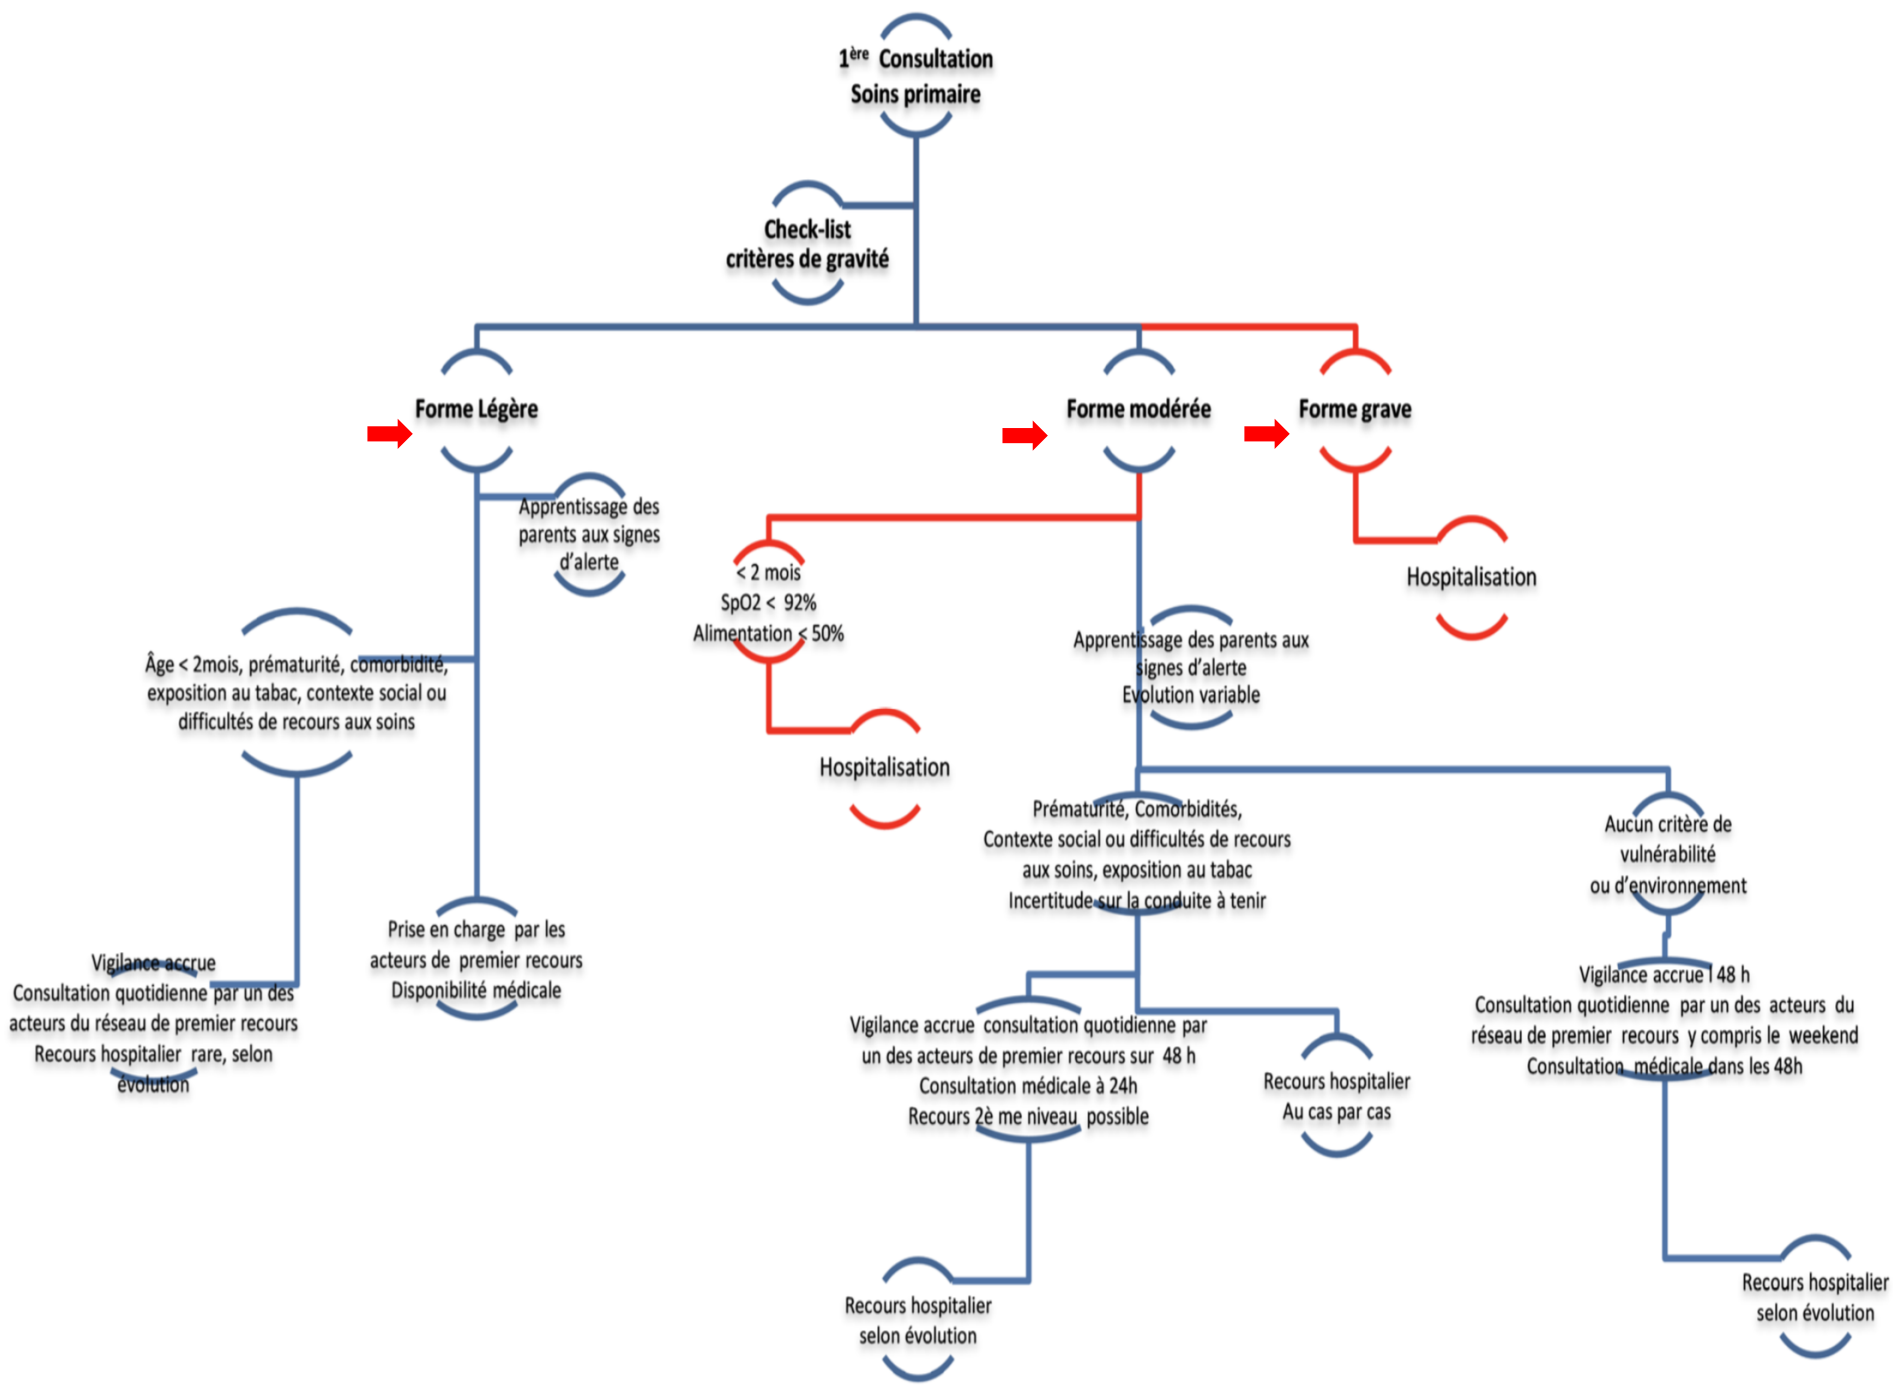 1ère Consultation
Soins primaire
Check-list
critères de gravité
Forme Légère
Forme modérée
Forme grave
Apprentissage des
parents aux signes
d'alerte
< 2 mois
SpO2 < 92%
Alimentation < 50%
Hospitalisation
Apprentissage des parents aux
signes d'alerte
Evolution variable
Âge < 2mois, prématurité, comorbidité,
exposition au tabac, contexte social ou
difficultés de recours aux soins
Hospitalisation
Prématurité, Comorbidités,
Contexte social ou difficultés de recours
aux soins, exposition au tabac
Incertitude sur la conduite à tenir
Aucun critère de
vulnérabilité
ou d'environnement
Prise en charge par les
acteurs de premier recours
Disponibilité médicale
Vigilance accrue
Consultation quotidienne par un des
acteurs du réseau de premier recours
Recours hospitalier rare, selon
évolution
Vigilance accrue consultation quotidienne par
un des acteurs de premier recours sur 48 h
Consultation médicale à 24h
Recours 2è me niveau possible
Recours hospitalier
Au cas par cas
Vigilance accrue l 48 h
Consultation quotidienne par un des acteurs du
réseau de premier recours y compris le weekend
Consultation médicale dans les 48h
Recours hospitalier
selon évolution
Recours hospitalier
selon évolution